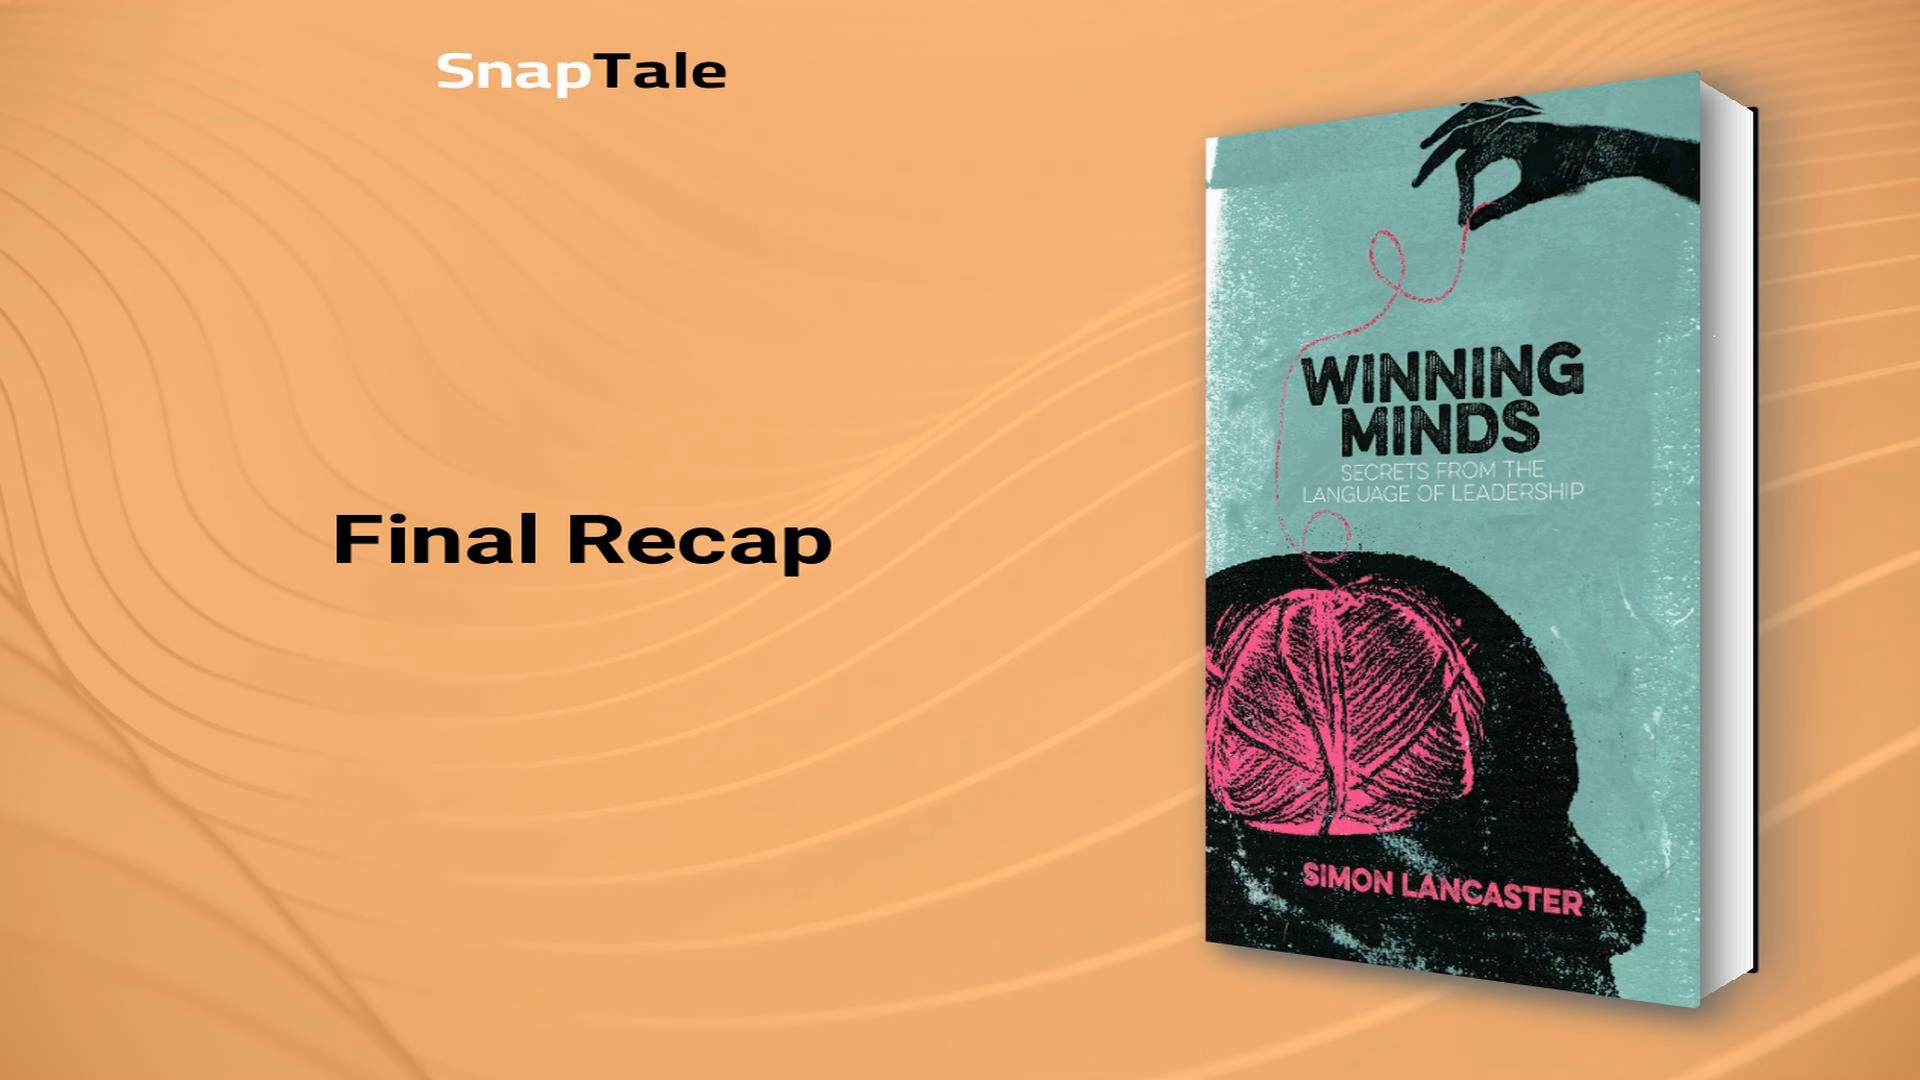 SnapTale
Final Recap
WINNING
MINDS
SECRETS FROM THE
LANGUAGE OF LEADERSHIP
SIMON LANCASTER